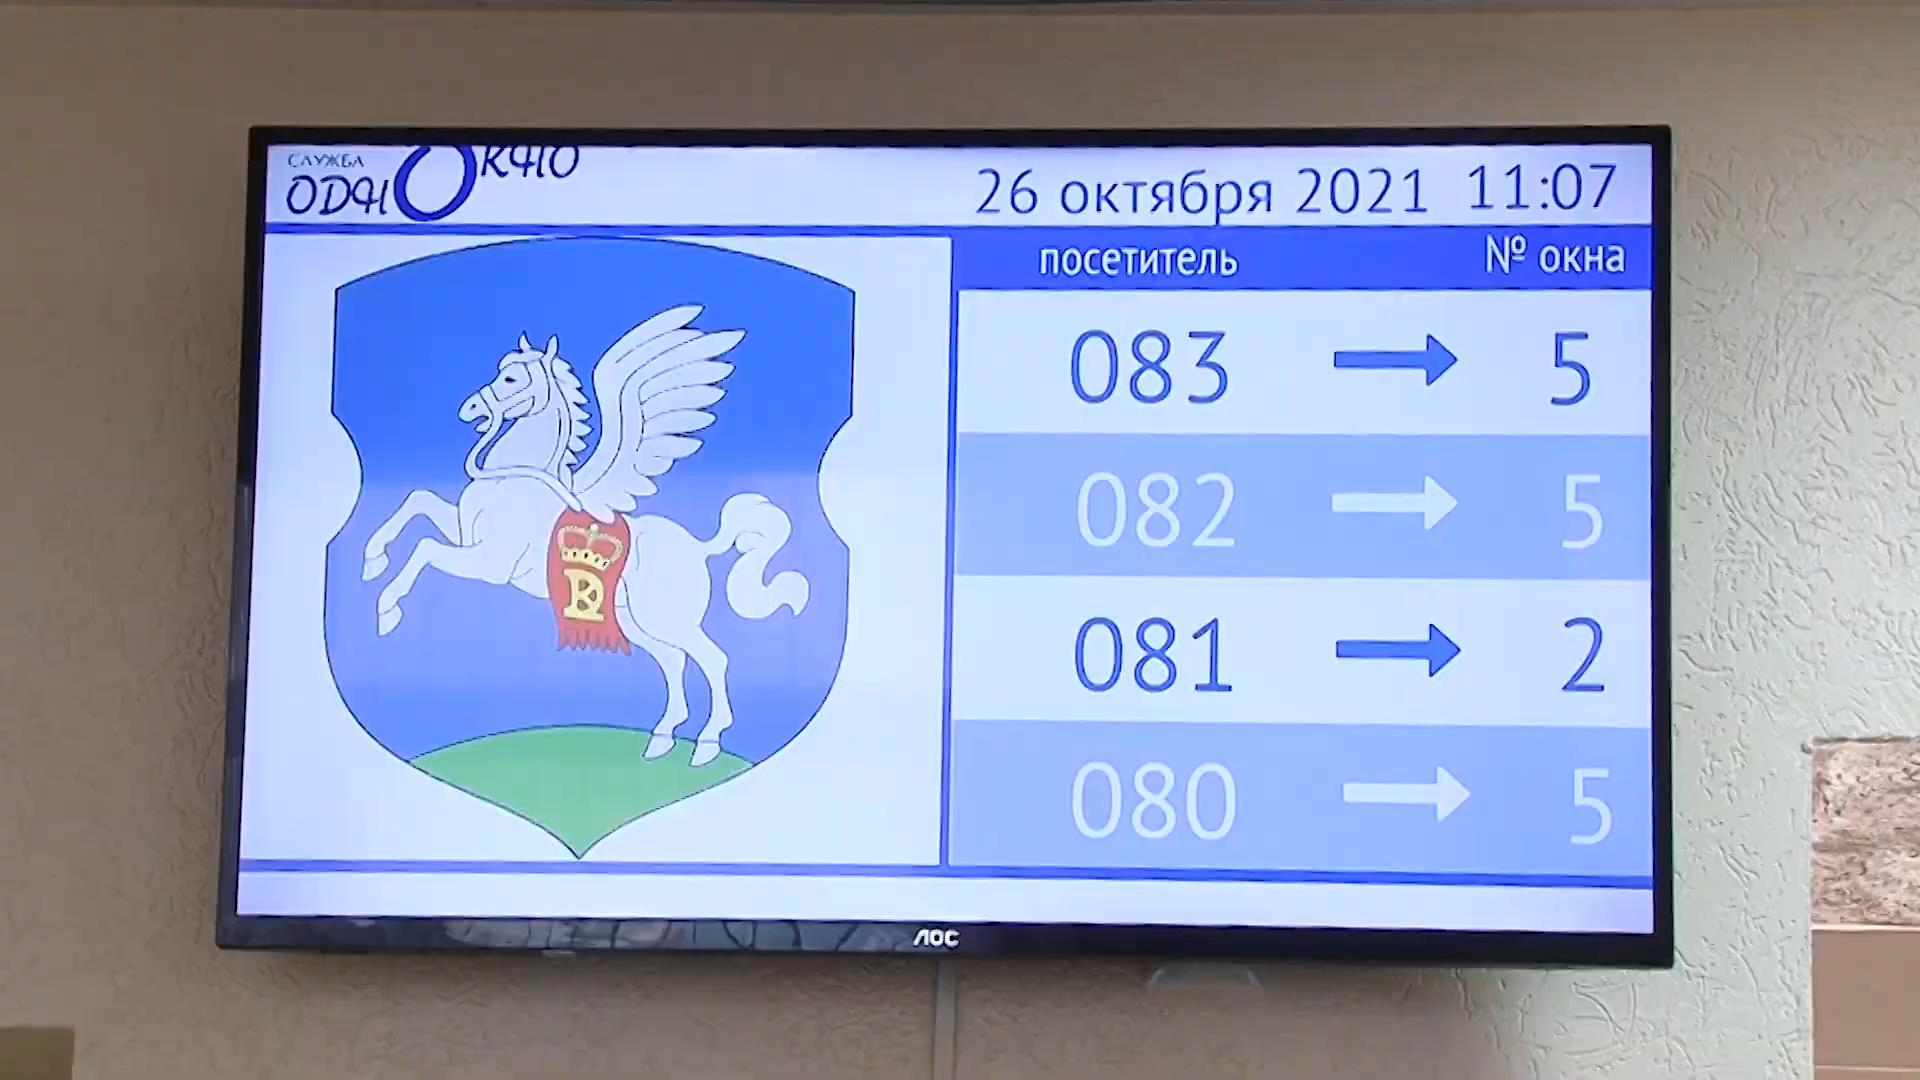 СЛУЖБА
ОДНО ОКНО
26 октября 2021 11:07
посетитель № окна
083 → 5
082 → 5
081 → 2
080 → 5
AOC